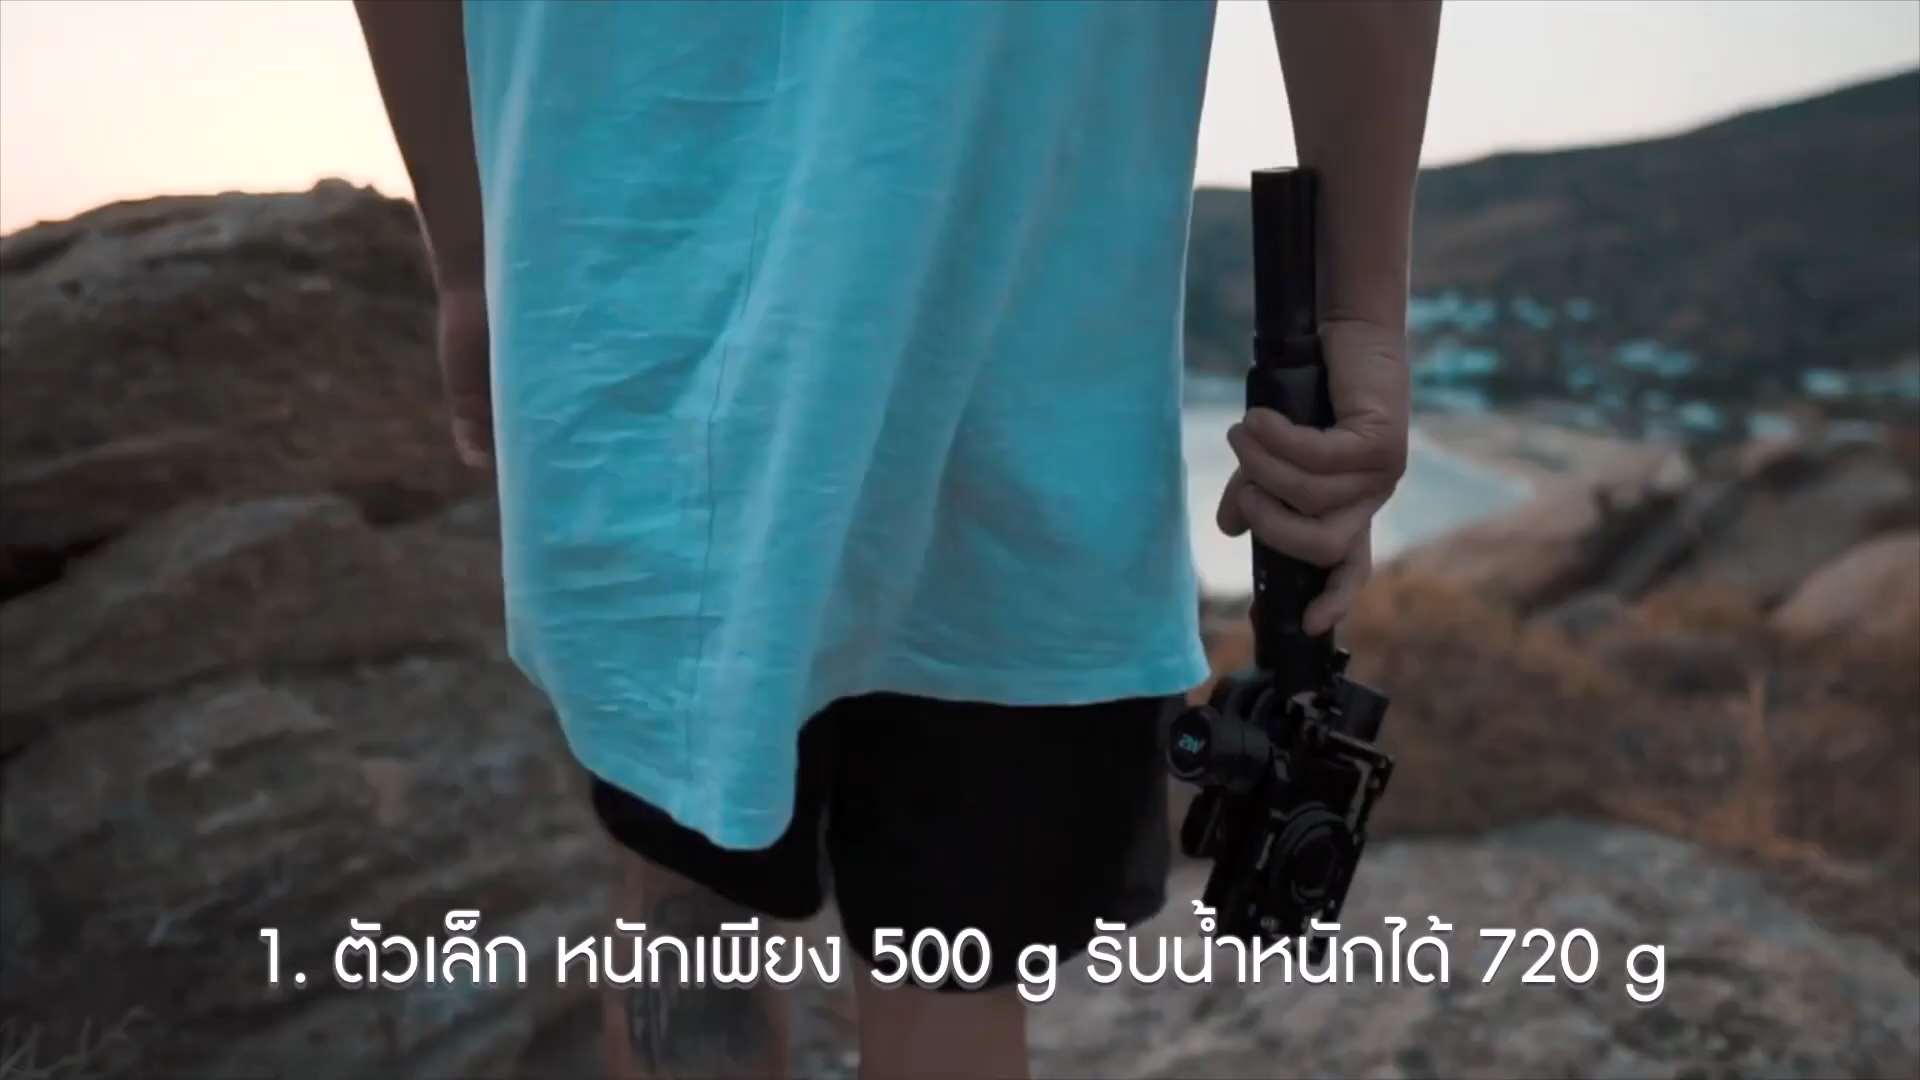 1. ตัวเล็ก หนักเพียง 500 g รับน้ำหนักได้ 720 g